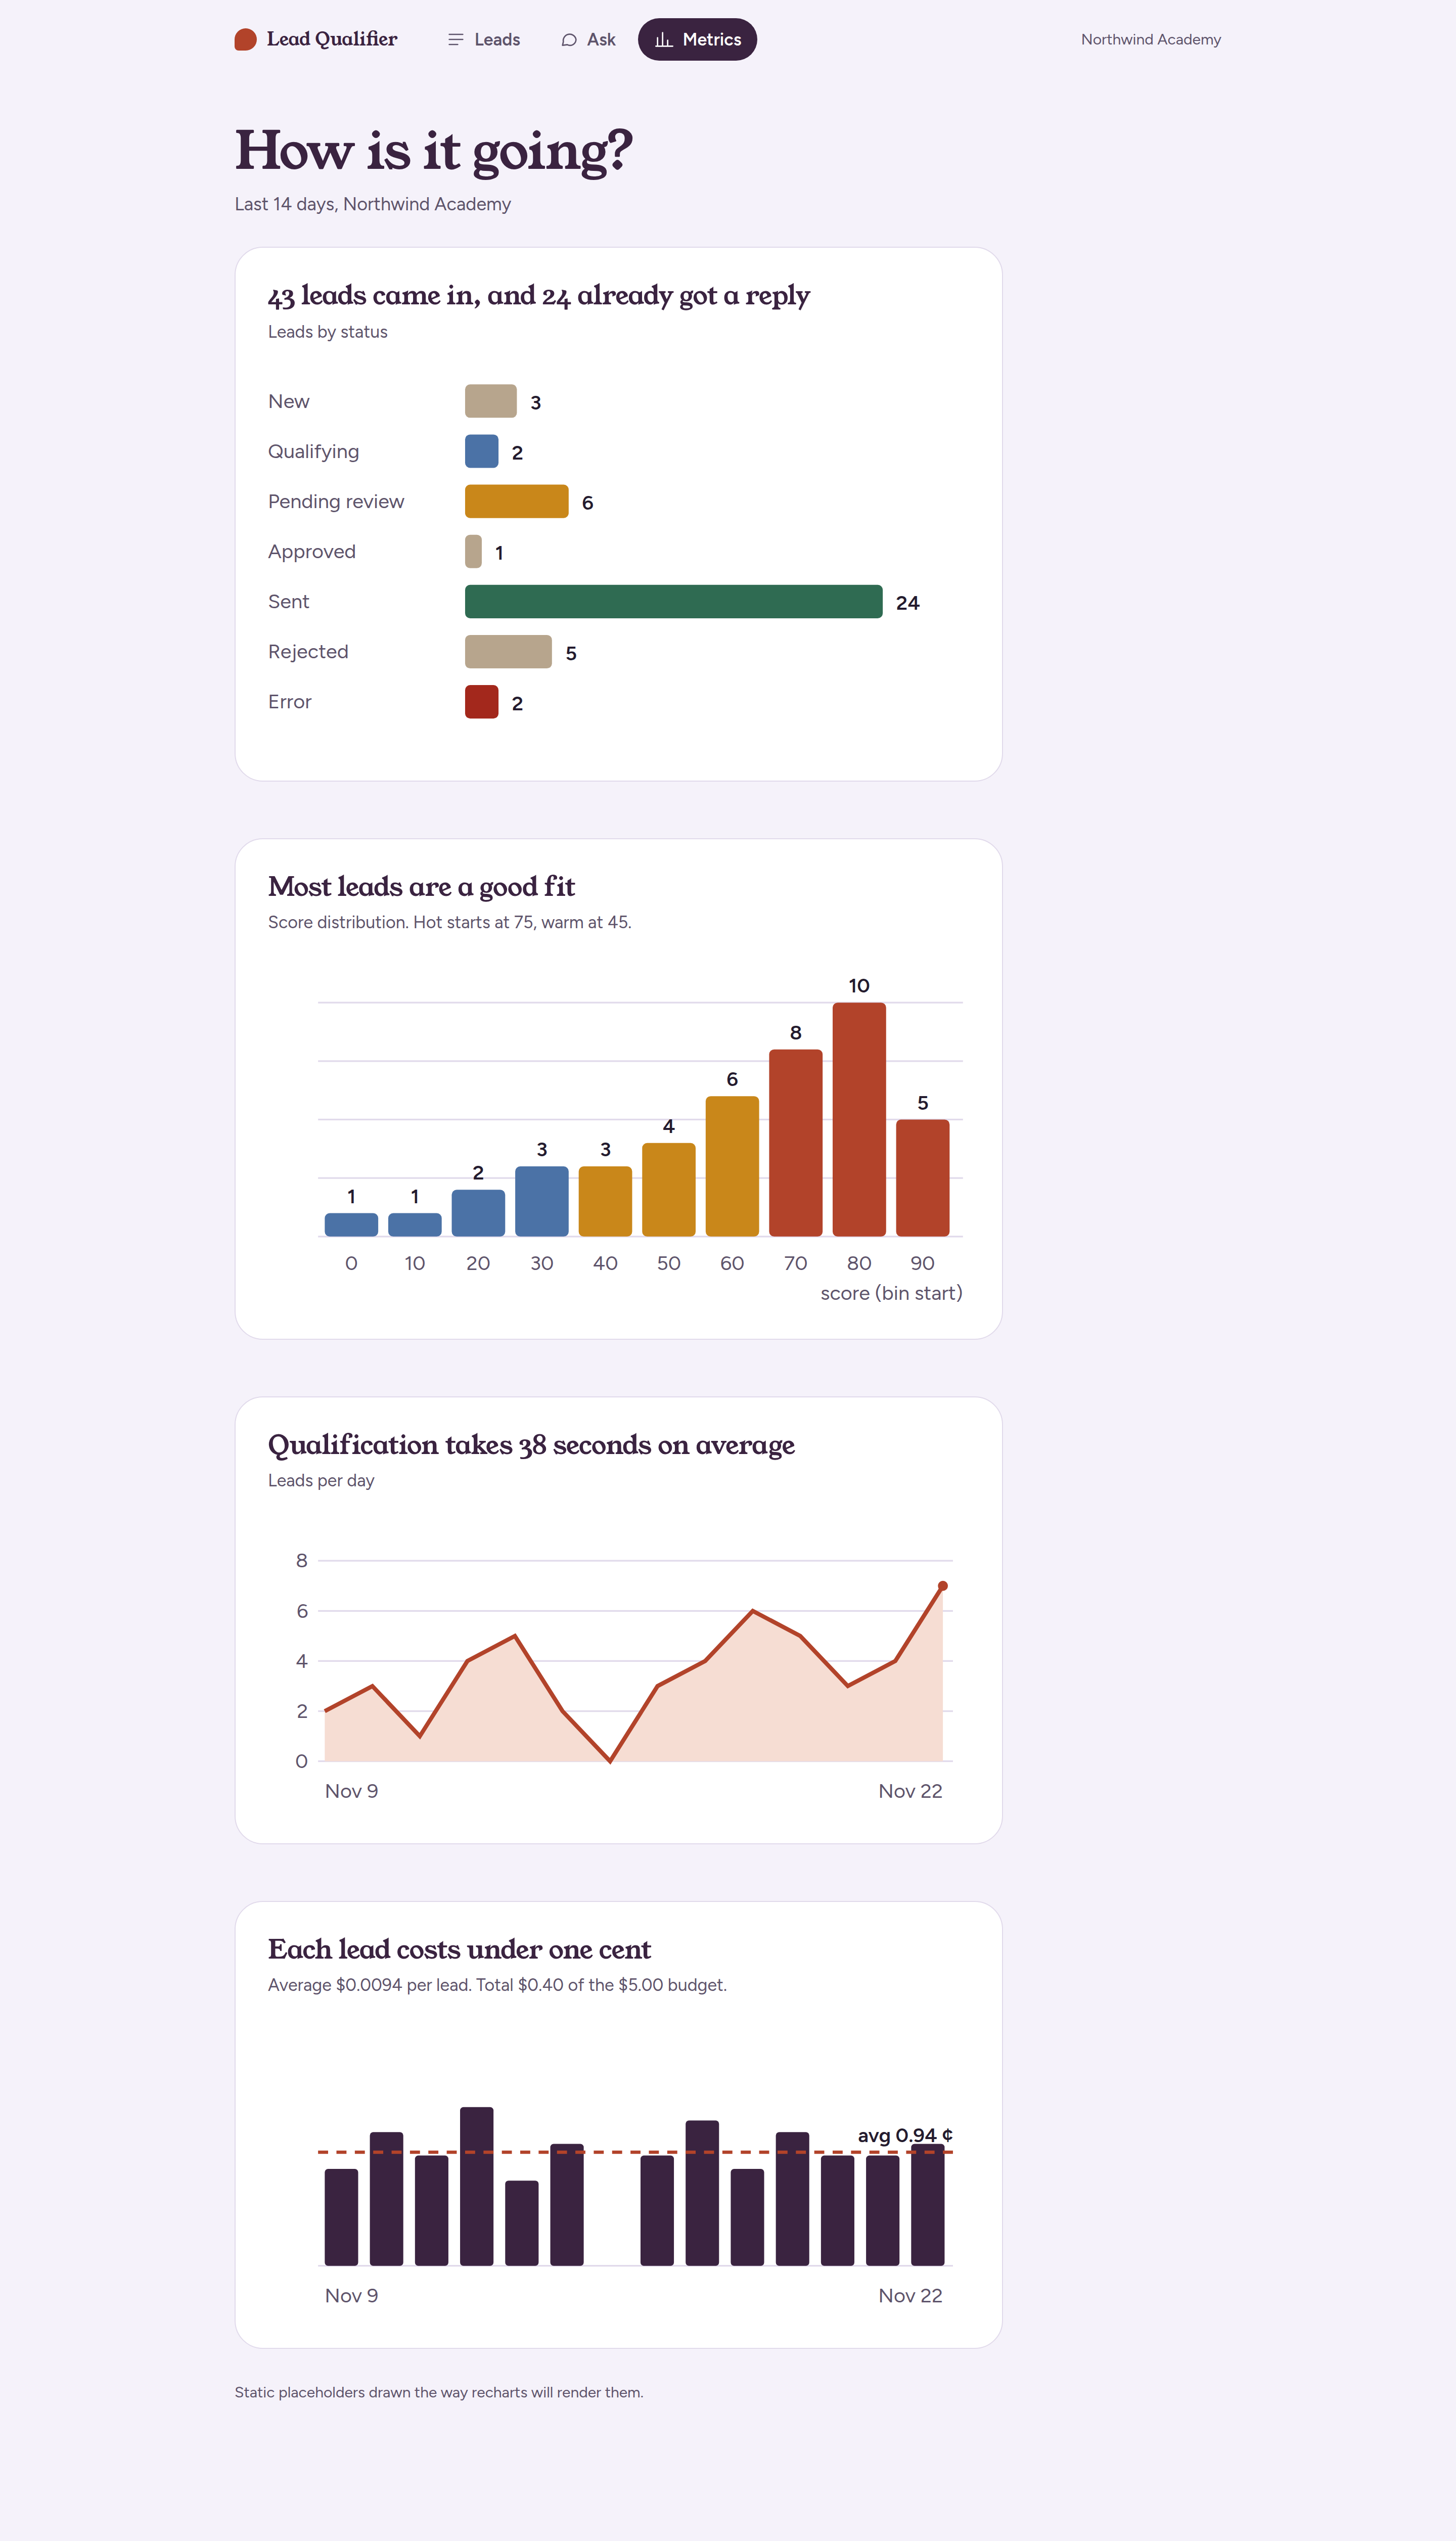 Lead Qualifier
Leads
Ask
Metrics
Northwind Academy
How is it going?
Last 14 days, Northwind Academy
43 leads came in, and 24 already got a reply
Leads by status
New 3
Qualifying 2
Pending review 6
Approved 1
Sent 24
Rejected 5
Error 2
Most leads are a good fit
Score distribution. Hot starts at 75, warm at 45.
1 1 2 3 3 4 6 8 10 5
0 10 20 30 40 50 60 70 80 90
score (bin start)
Qualification takes 38 seconds on average
Leads per day
8
6
4
2
0
Nov 9 Nov 22
Each lead costs under one cent
Average $0.0094 per lead. Total $0.40 of the $5.00 budget.
avg 0.94 ¢
Nov 9 Nov 22
Static placeholders drawn the way recharts will render them.